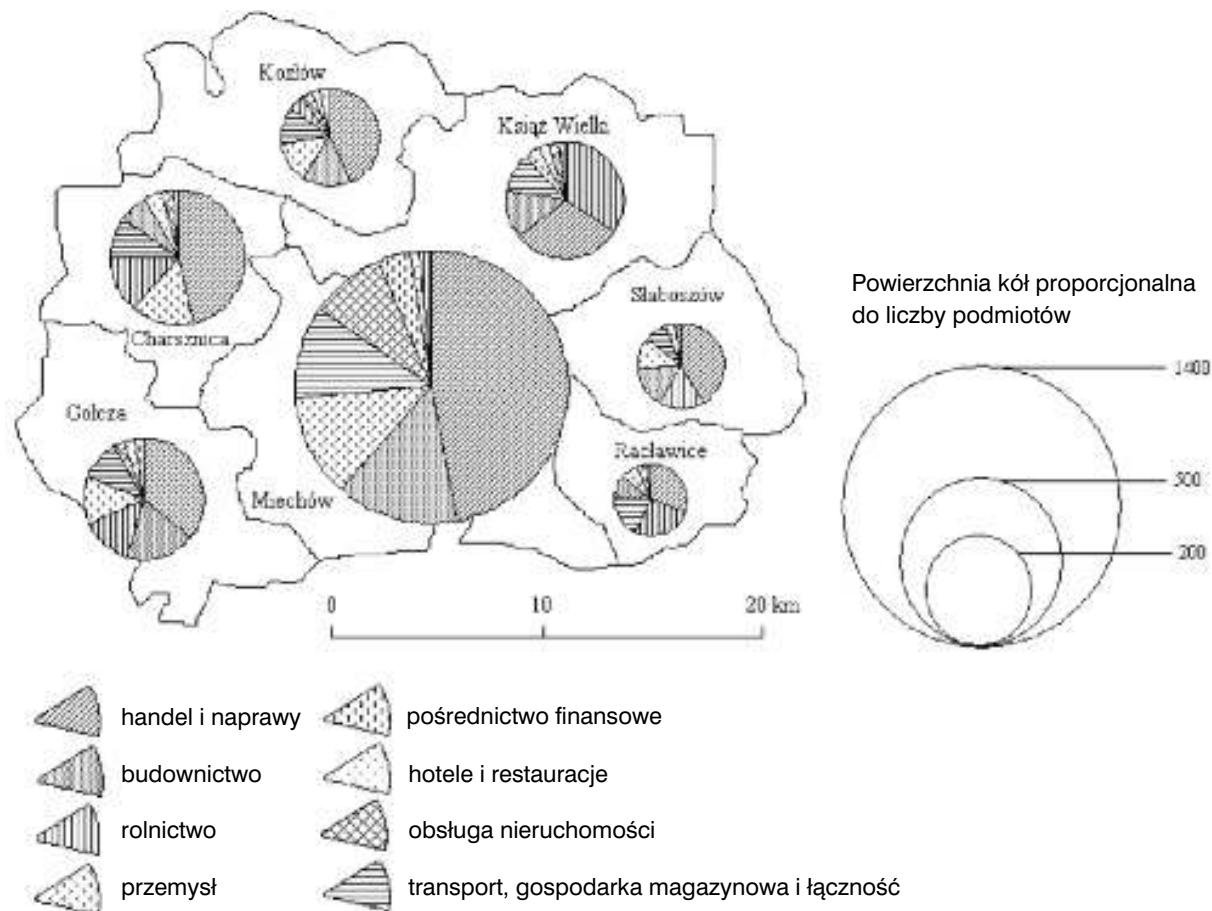 Kozłów
Książ Wielki
Charsznica
Słaboszów
Gołcza
Racławice
Miechów
0 10 20 km
Powierzchnia kół proporcjonalna
do liczby podmiotów
1400
500
200
handel i naprawy
budownictwo
rolnictwo
przemysł
pośrednictwo finansowe
hotele i restauracje
obsługa nieruchomości
transport, gospodarka magazynowa i łączność